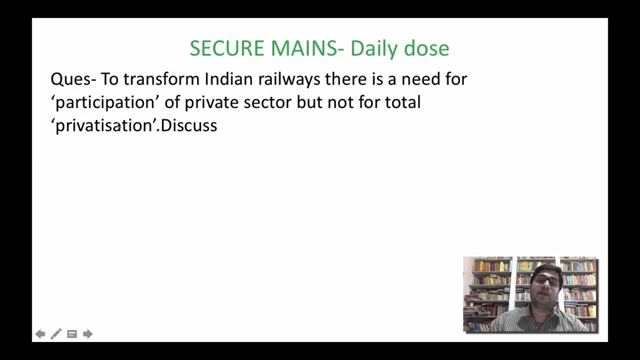 SECURE MAINS- Daily dose
Ques- To transform Indian railways there is a need for
‘participation’ of private sector but not for total
‘privatisation’.Discuss